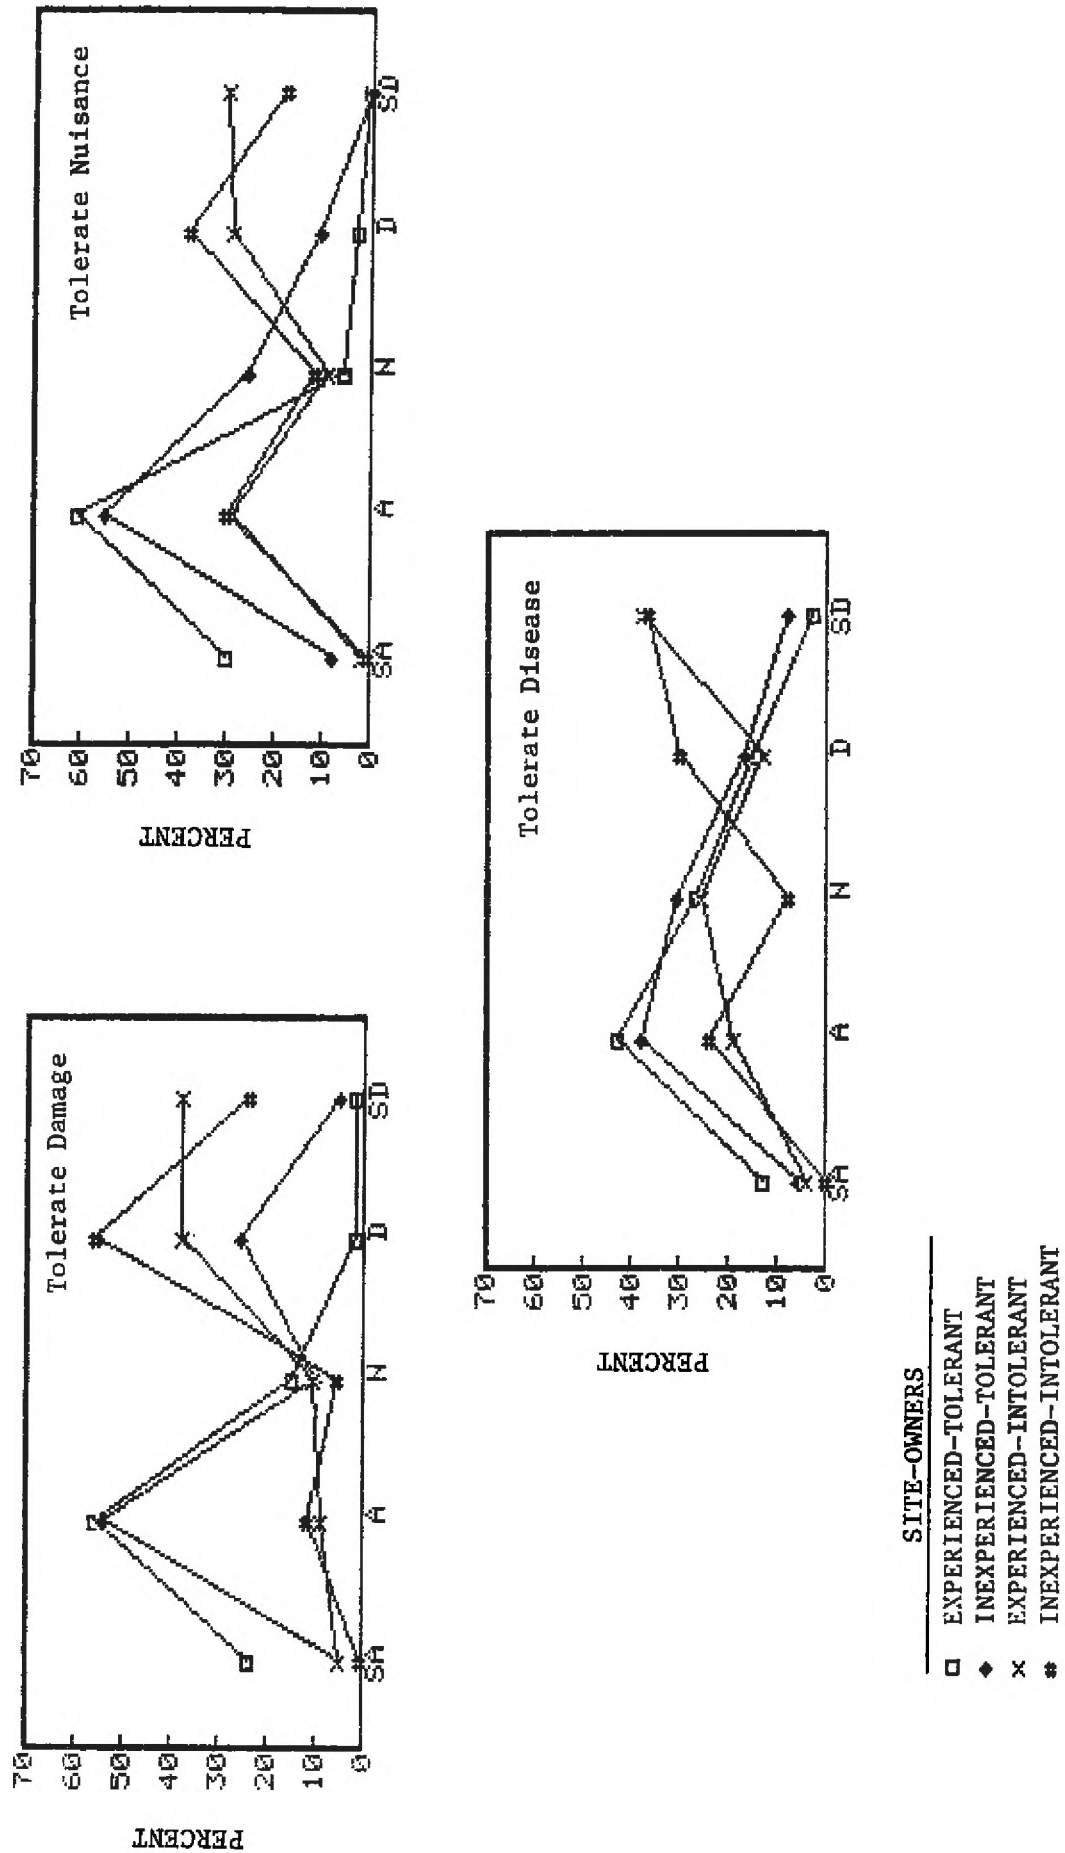 Tolerate Damage
PERCENT
70
60
50
40
30
20
10
0
SA
A
N
D
SD
Tolerate Nuisance
PERCENT
70
60
50
40
30
20
10
0
SA
A
N
D
SD
Tolerate Disease
PERCENT
70
60
50
40
30
20
10
0
SA
A
N
D
SD
SITE-OWNERS
EXPERIENCED-TOLERANT
INEXPERIENCED-TOLERANT
EXPERIENCED-INTOLERANT
INEXPERIENCED-INTOLERANT